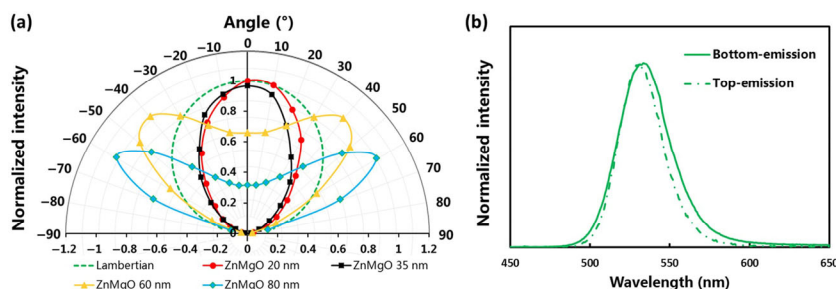 (a)
Angle (°)
Normalized intensity
−90 −80 −70 −60 −50 −40 −30 −20 −10 0 10 20 30 40 50 60 70 80 90
1
0.8
0.6
0.4
0.2
0
−1.2 −1 −0.8 −0.6 −0.4 −0.2 0 0.2 0.4 0.6 0.8 1 1.2
Lambertian ZnMgO 20 nm ZnMgO 35 nm
ZnMgO 60 nm ZnMgO 80 nm
(b)
Normalized intensity
Bottom-emission
Top-emission
450 500 550 600 650
Wavelength (nm)